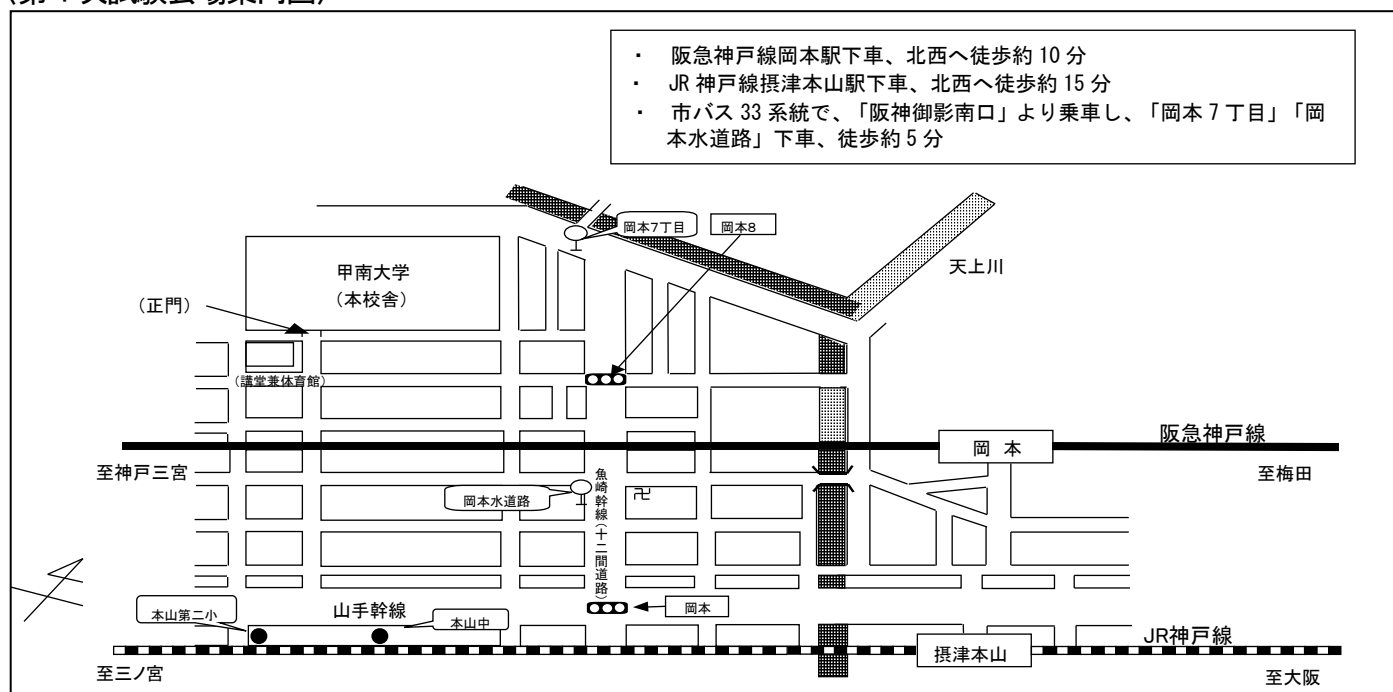 ・ 阪急神戸線岡本駅下車、北西へ徒歩約 10 分
・ JR 神戸線摂津本山駅下車、北西へ徒歩約 15 分
・ 市バス 33 系統で、「阪神御影南口」より乗車し、「岡本 7 丁目」「岡
本水道路」下車、徒歩約 5 分
岡本7丁目
岡本8
天上川
甲南大学
（本校舎）
（正門）
（講堂兼体育館）
阪急神戸線
岡 本
至神戸三宮
至梅田
魚崎幹線（十二間道路）
岡本水道路
卍
岡本
山手幹線
本山第二小
本山中
JR神戸線
摂津本山
至三ノ宮
至大阪